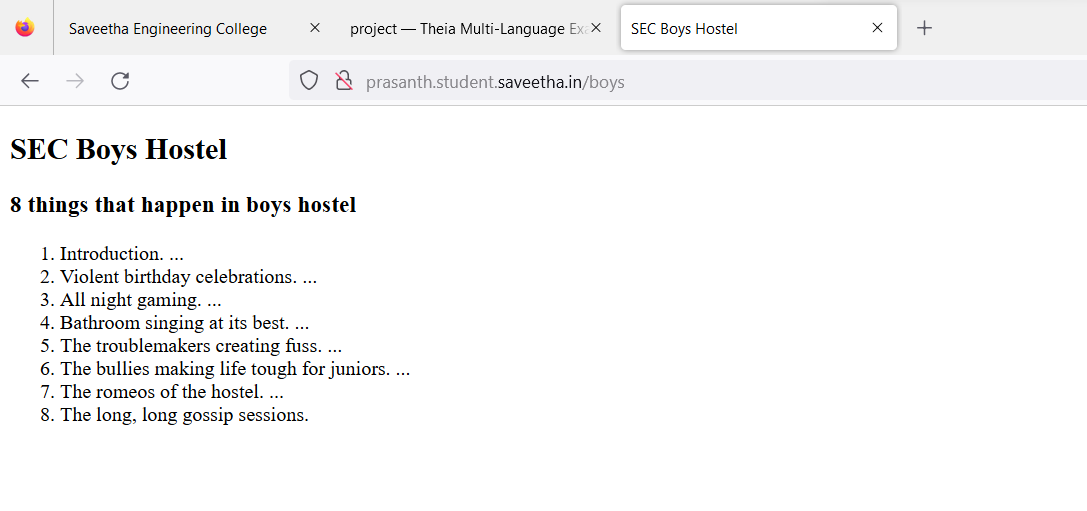 Saveetha Engineering College
project — Theia Multi-Language Exa
SEC Boys Hostel
prasanth.student.saveetha.in/boys
SEC Boys Hostel
8 things that happen in boys hostel
1. Introduction. ...
2. Violent birthday celebrations. ...
3. All night gaming. ...
4. Bathroom singing at its best. ...
5. The troublemakers creating fuss. ...
6. The bullies making life tough for juniors. ...
7. The romeos of the hostel. ...
8. The long, long gossip sessions.